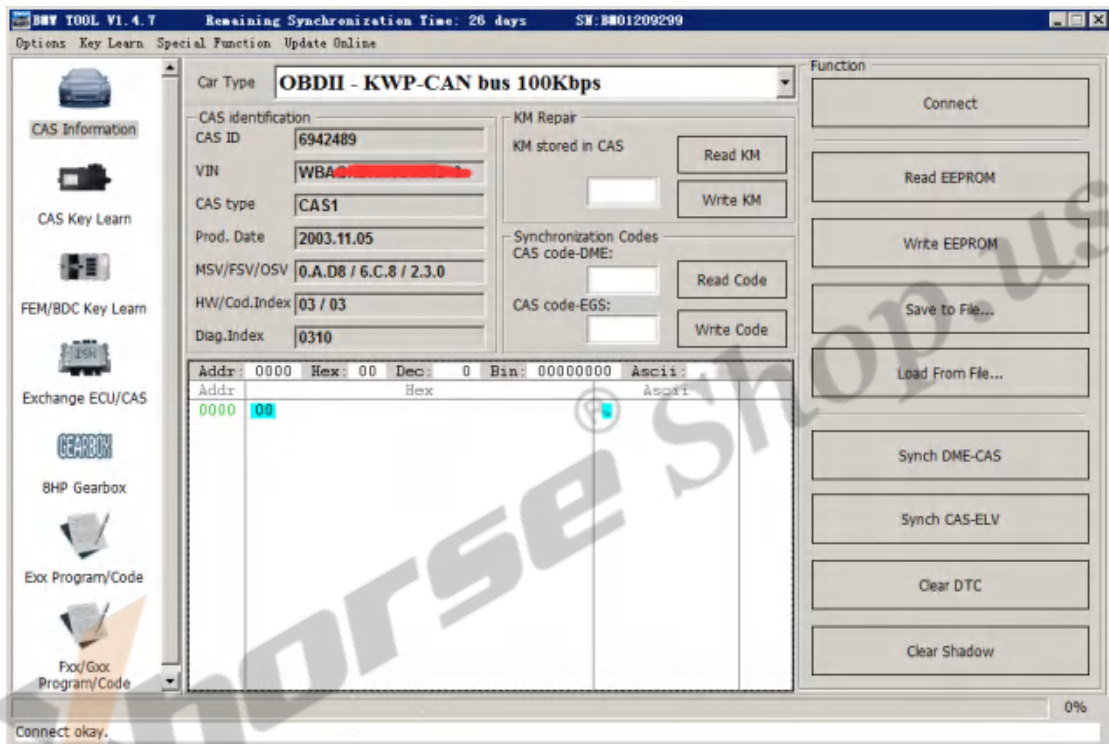 BMW TOOL V1.4.7 Remaining Synchronization Time: 26 days SN:BM01209299
Options Key Learn Special Function Update Online
CAS Information
CAS Key Learn
FEM/BDC Key Learn
ISN
Exchange ECU/CAS
GEARBOX
8HP Gearbox
Exx Program/Code
Fxx/Gxx
Program/Code
Car Type OBDII - KWP-CAN bus 100Kbps
CAS identification
CAS ID 6942489
VIN WBA
CAS type CAS1
Prod. Date 2003.11.05
MSV/FSV/OSV 0.A.D8 / 6.C.8 / 2.3.0
HW/Cod.Index 03 / 03
Diag.Index 0310
KM Repair
KM stored in CAS
Read KM
Write KM
Synchronization Codes
CAS code-DME:
Read Code
CAS code-EGS:
Write Code
Addr: 0000 Hex: 00 Dec: 0 Bin: 00000000 Ascii:
Addr Hex Ascii
0000 00 .
Function
Connect
Read EEPROM
Write EEPROM
Save to File...
Load From File...
Synch DME-CAS
Synch CAS-ELV
Clear DTC
Clear Shadow
0%
Connect okay.
Xhorse® Shop.us